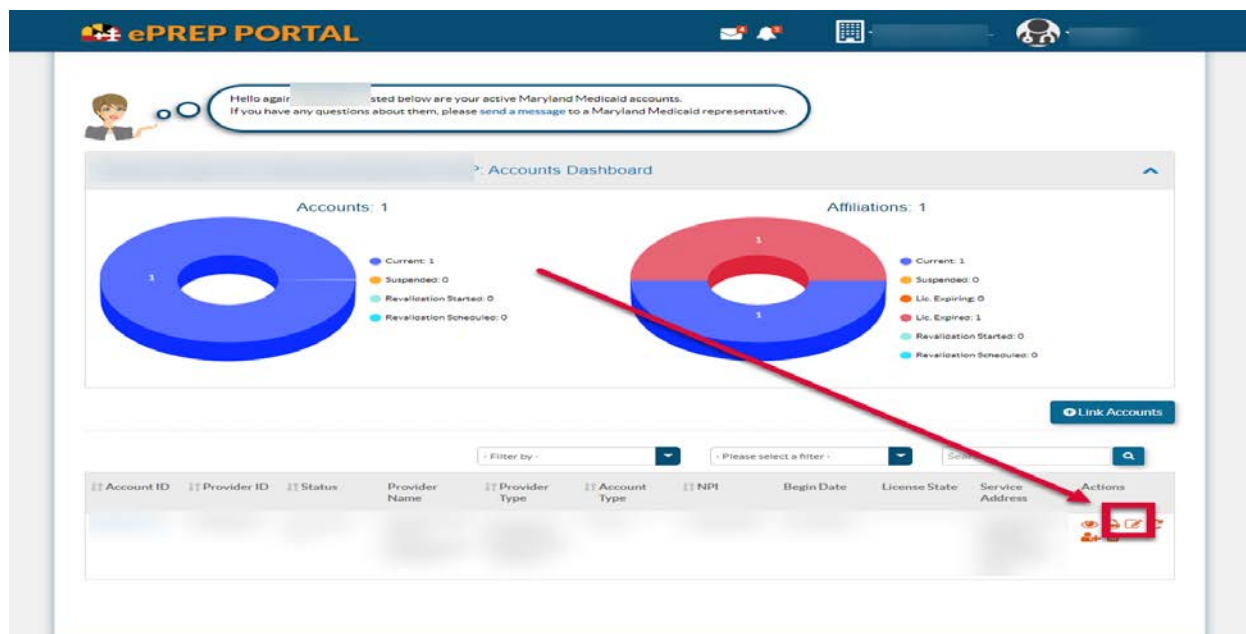 ePREP PORTAL
Hello again
sted below are your active Maryland Medicaid accounts.
If you have any questions about them, please send a message to a Maryland Medicaid representative.
P: Accounts Dashboard
Accounts: 1
Affiliations: 1
1
Current: 1
Suspended: 0
Revalidation Started: 0
Revalidation Scheduled: 0
1
1
Current: 1
Suspended: 0
Lic. Expiring: 0
Lic. Expired: 1
Revalidation Started: 0
Revalidation Scheduled: 0
Link Accounts
- Filter by -
- Please select a filter -
Account ID
Provider ID
Status
Provider
Name
Provider
Type
Account
Type
NPI
Begin Date
License State
Service
Address
Actions